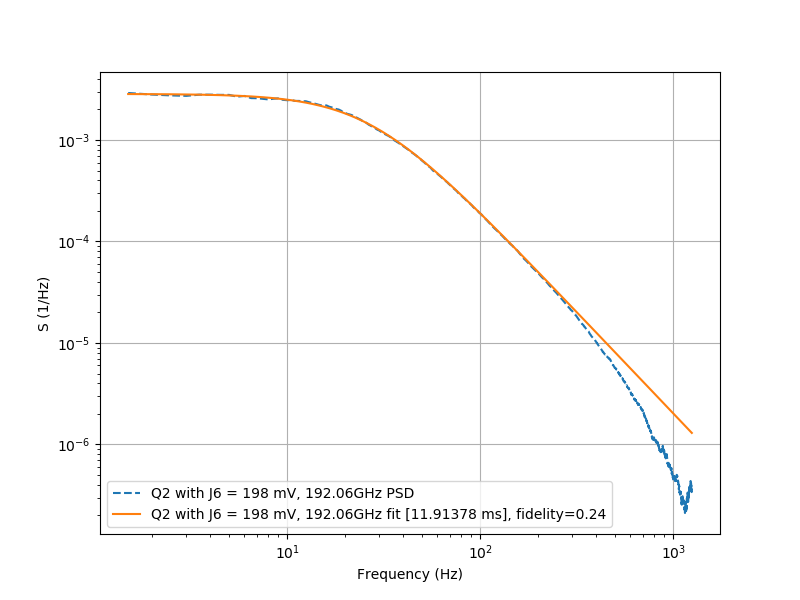 10⁻³
10⁻⁴
10⁻⁵
10⁻⁶
S (1/Hz)
Q2 with J6 = 198 mV, 192.06GHz PSD
Q2 with J6 = 198 mV, 192.06GHz fit [11.91378 ms], fidelity=0.24
10¹ 10² 10³
Frequency (Hz)